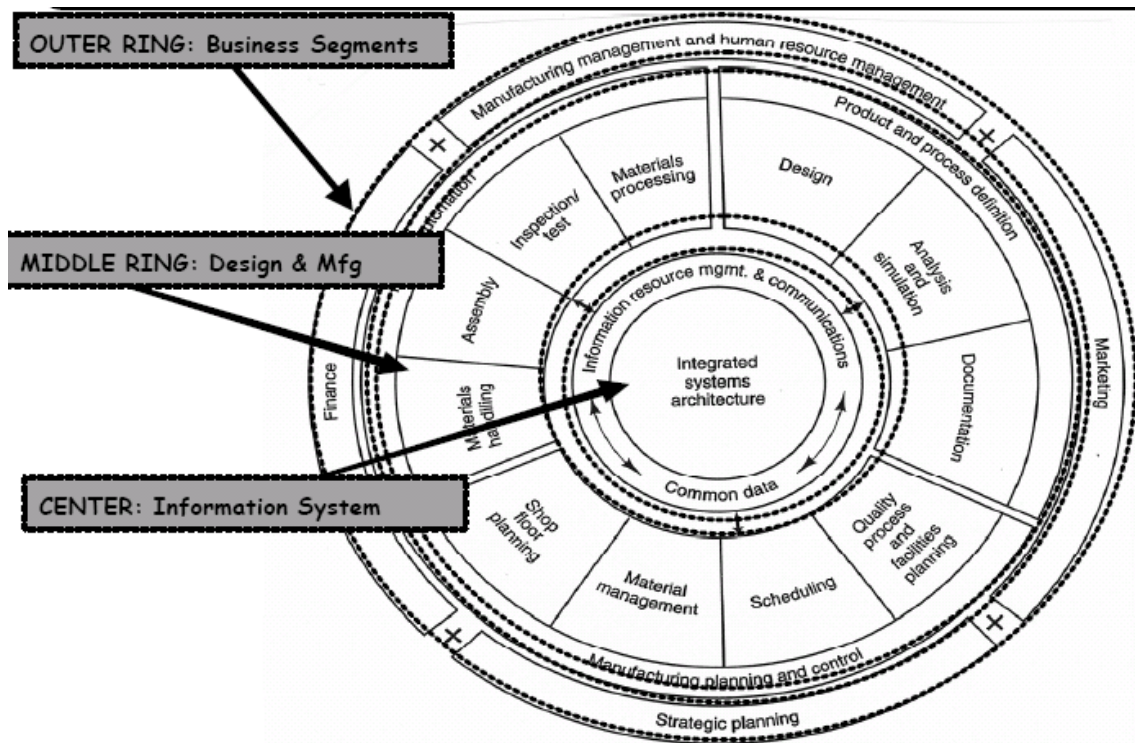 OUTER RING: Business Segments
Manufacturing management and human resource management
Product and process definition
Materials
processing
Design
Inspection/
test
Analysis
and
simulation
MIDDLE RING: Design & Mfg
Assembly
Information resource mgmt. & communications
Integrated
systems
architecture
Marketing
Finance
Materials
handiling
Documentation
CENTER: Information System
Common data
Shop
floor
planning
Quality
process
and
facilities
planning
Material
management
Scheduling
Manufacturing planning and control
Strategic planning